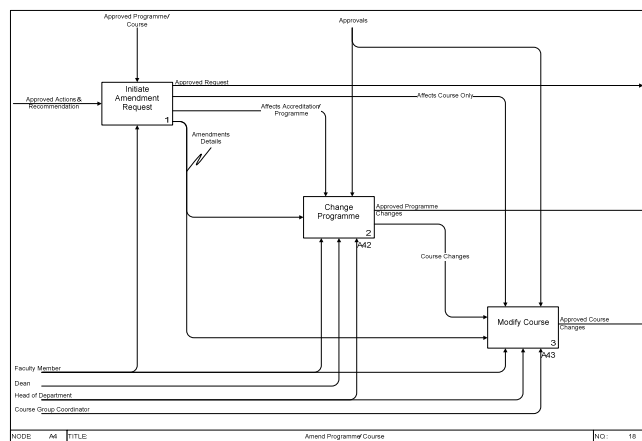 Approved Programme/
Course
Approvals
Initiate
Amendment
Request
1
Approved Actions &
Recommendation
Approved Request
Affects Course Only
Affects Accreditation/
Programme
Amendments
Details
Change
Programme
2
A42
Approved Programme
Changes
Course Changes
Modify Course
3
A43
Approved Course
Changes
Faculty Member
Dean
Head of Department
Course Group Coordinator
NODE: A4 TITLE: Amend Programme/ Course NO.: 18